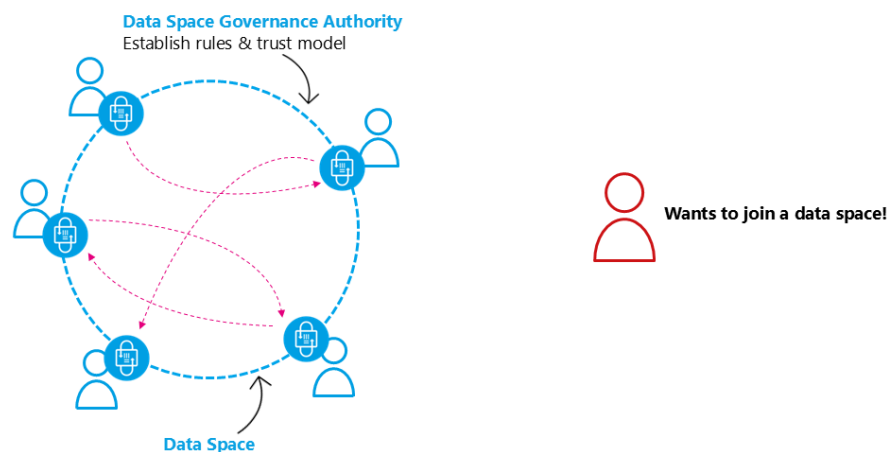 Data Space Governance Authority
Establish rules & trust model
Wants to join a data space!
Data Space